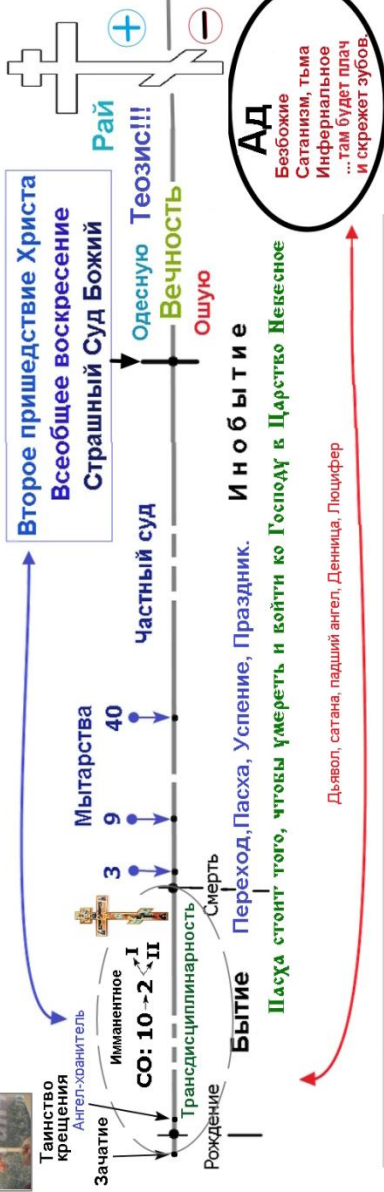 Таинство
крещения
Ангел-хранитель
Зачатие
Рождение
Имманентное
СО: 10→2
I
II
Трансдисциплинарность
Бытие
Смерть
3
9
40
Мытарства
Частный суд
Второе пришедствие Христа
Всеобщее воскресение
Страшный Суд Божий
Одесную
Вечность
Ошую
Рай
Теозис!!!
+
−
Инобытие
Переход,Пасха, Успение, Праздник.
Пасха стоит того, чтобы умереть и войти ко Господу в Царство Небесное
Дьявол, сатана, падший ангел, Денница, Люцифер
Ад
Безбожие
Сатанизм, тьма
Инфернальное
... там будет плач
и скрежет зубов.